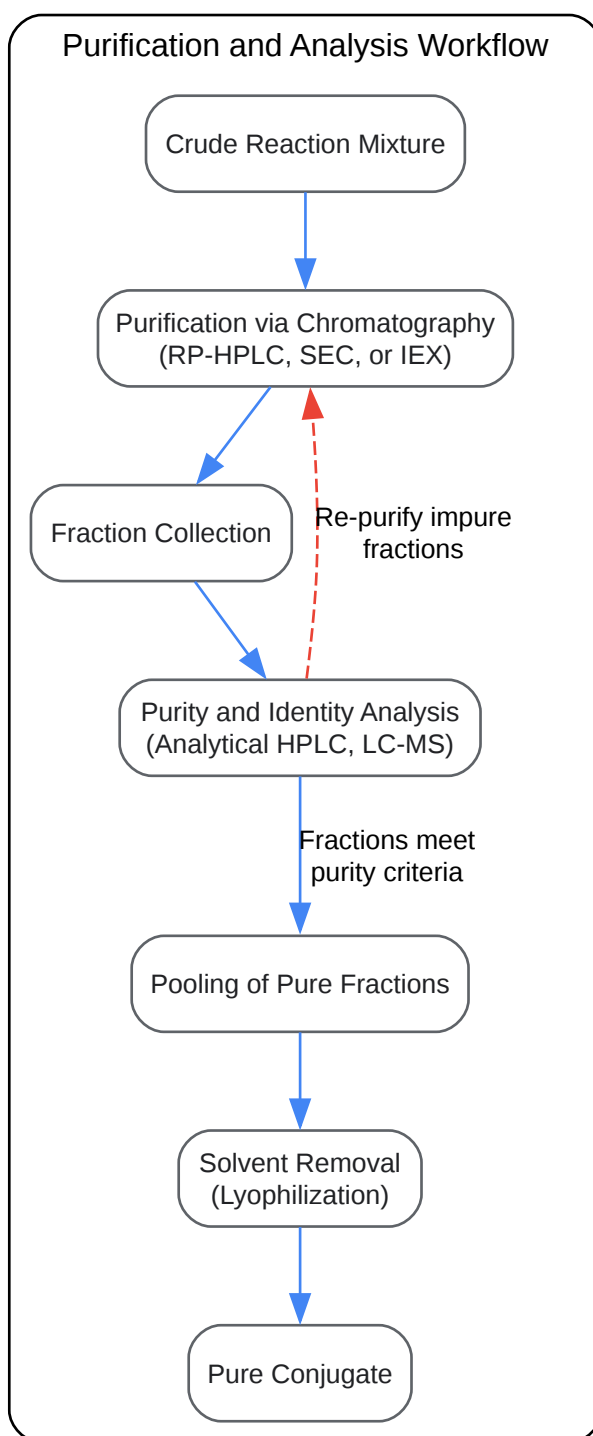 Purification and Analysis Workflow
Crude Reaction Mixture
Purification via Chromatography
(RP-HPLC, SEC, or IEX)
Fraction Collection
Re-purify impure
fractions
Purity and Identity Analysis
(Analytical HPLC, LC-MS)
Fractions meet
purity criteria
Pooling of Pure Fractions
Solvent Removal
(Lyophilization)
Pure Conjugate